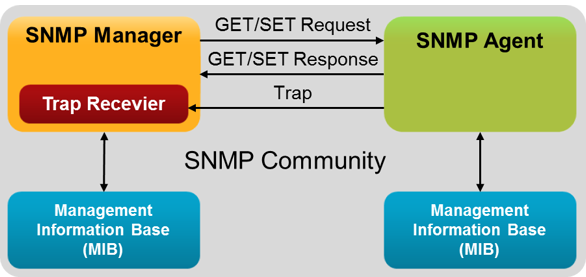 SNMP Manager
GET/SET Request
SNMP Agent
GET/SET Response
Trap Recevier
Trap
SNMP Community
Management
Information Base
(MIB)
Management
Information Base
(MIB)